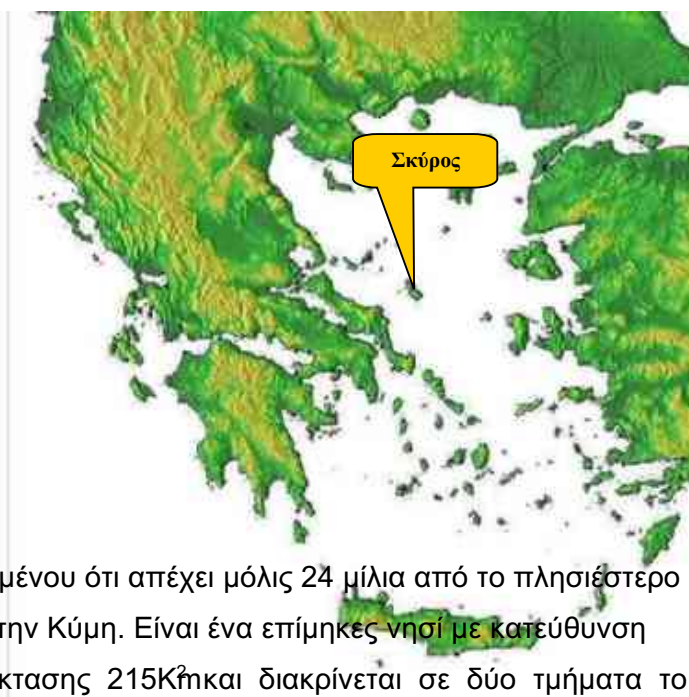 Σκύρος
μένου ότι απέχει μόλις 24 μίλια από το πλησιέστερο
την Κύμη. Είναι ένα επίμηκες νησί με κατεύθυνση
κτασης 215Km2 και διακρίνεται σε δύο τμήματα το